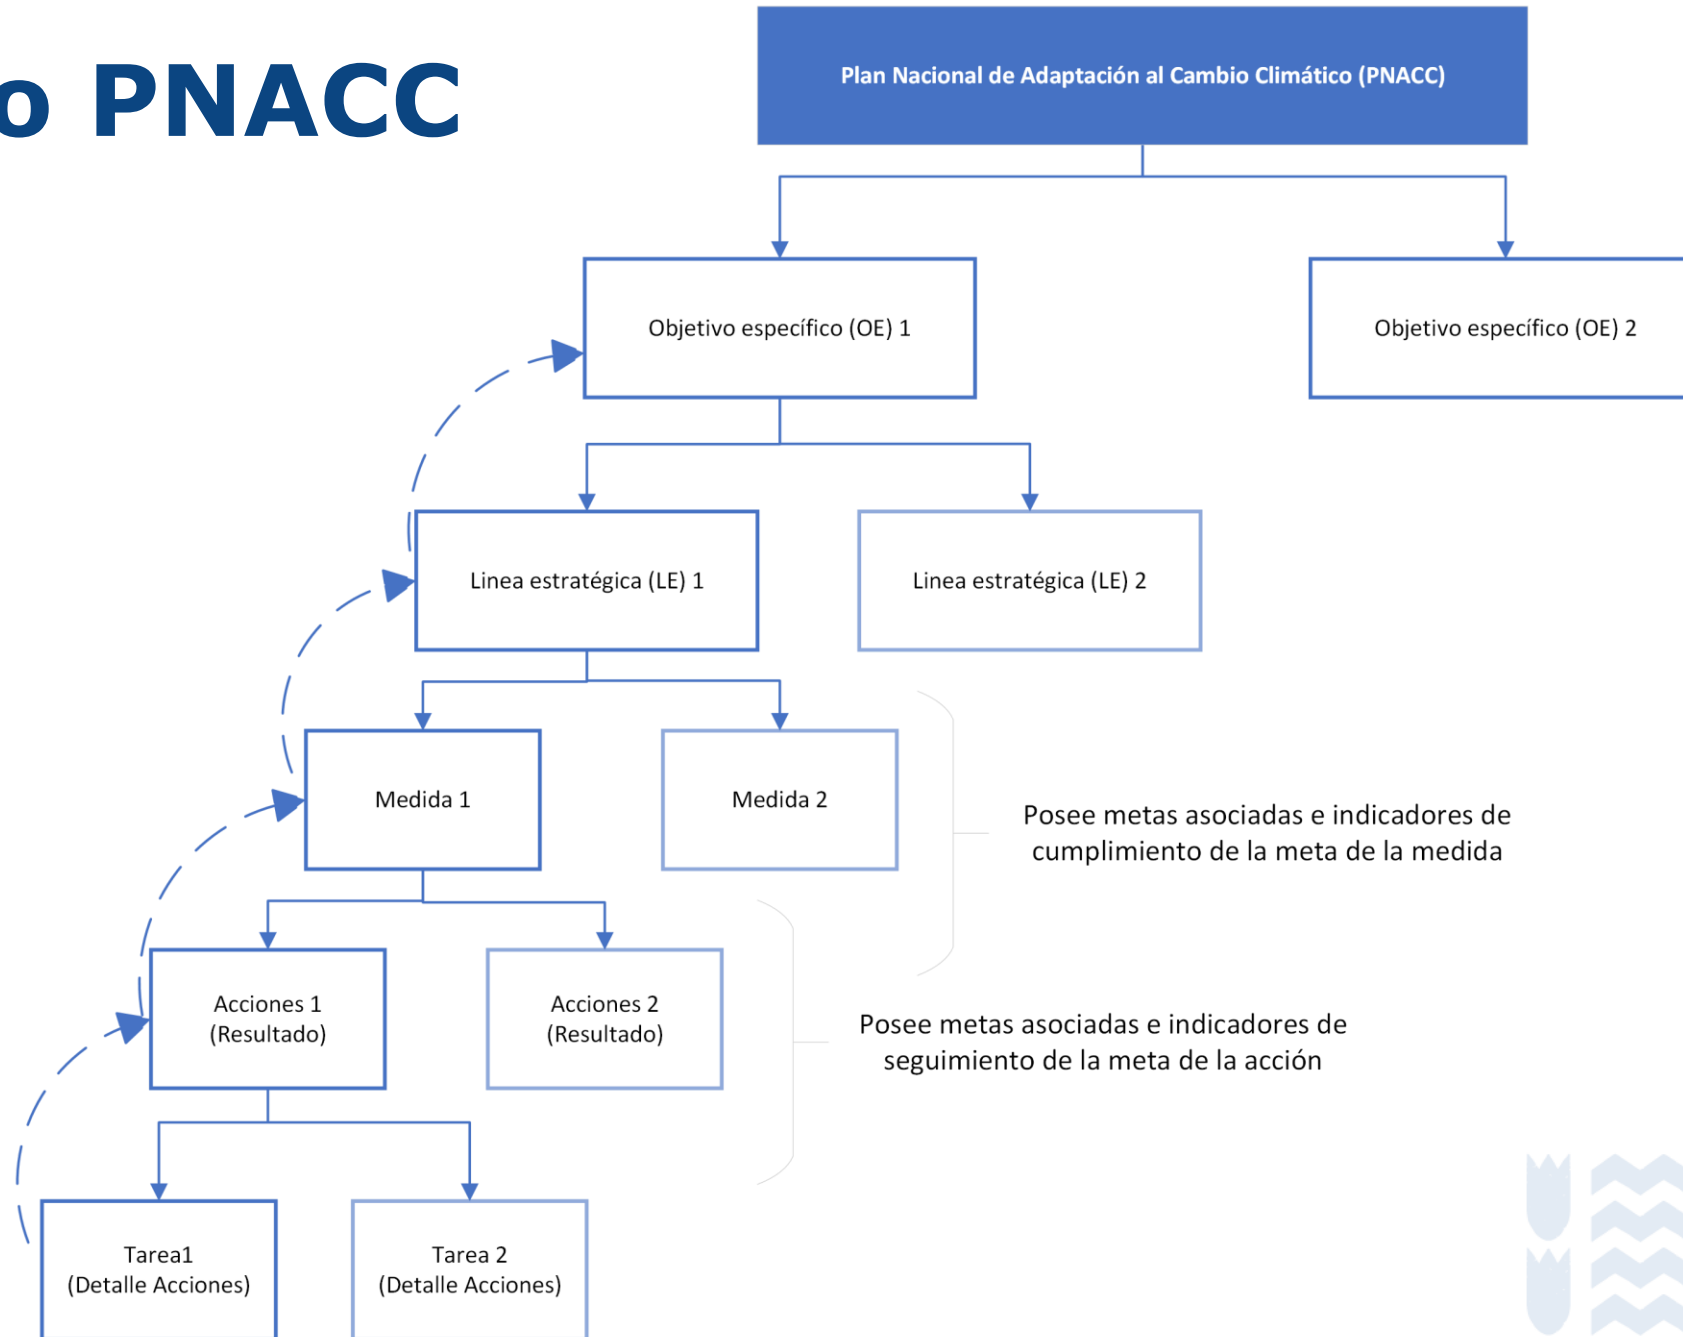 o PNACC
Plan Nacional de Adaptación al Cambio Climático (PNACC)
Objetivo específico (OE) 1
Objetivo específico (OE) 2
Linea estratégica (LE) 1
Linea estratégica (LE) 2
Medida 1
Medida 2
Posee metas asociadas e indicadores de
cumplimiento de la meta de la medida
Acciones 1
(Resultado)
Acciones 2
(Resultado)
Posee metas asociadas e indicadores de
seguimiento de la meta de la acción
Tarea1
(Detalle Acciones)
Tarea 2
(Detalle Acciones)